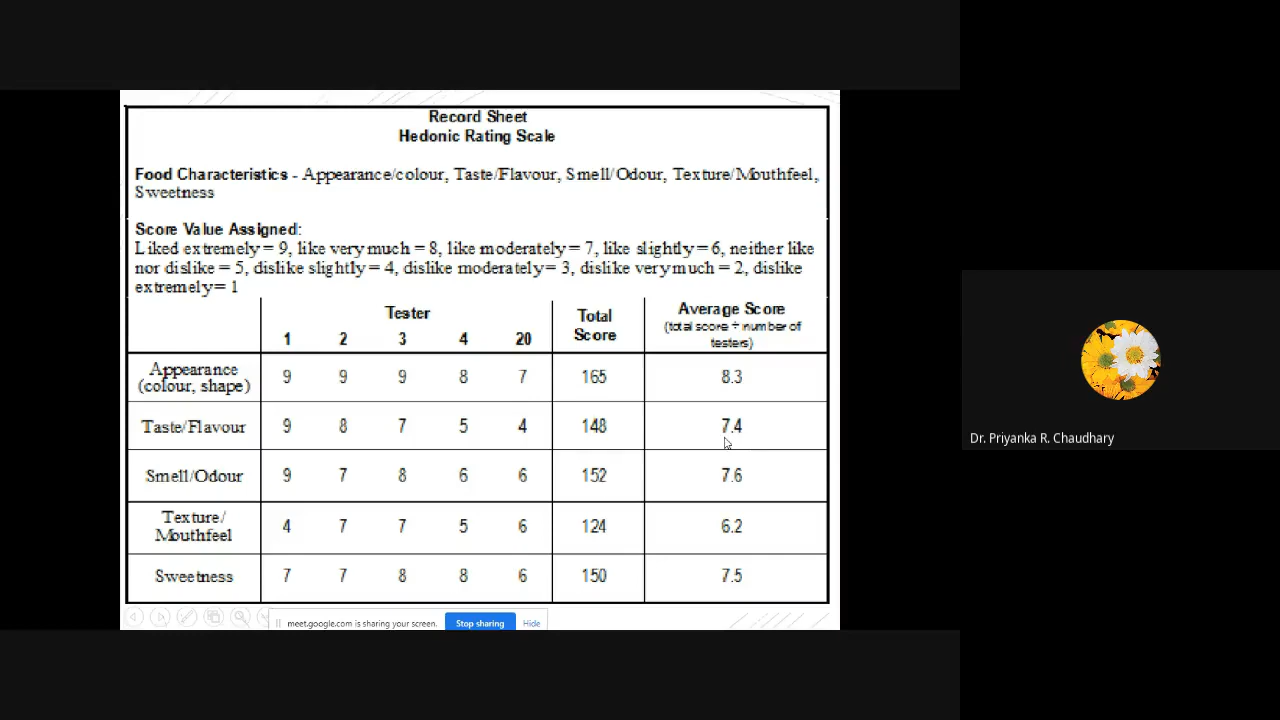 Record Sheet
Hedonic Rating Scale
Food Characteristics - Appearance/colour, Taste/Flavour, Smell/Odour, Texture/Mouthfeel,
Sweetness
Score Value Assigned:
Liked extremely = 9, like very much = 8, like moderately = 7, like slightly = 6, neither like
nor dislike = 5, dislike slightly = 4, dislike moderately = 3, dislike very much = 2, dislike
extremely = 1
Tester
1 2 3 4 20
Total
Score
Average Score
(total score ÷ number of
testers)
Appearance
(colour, shape)
9 9 9 8 7 165 8.3
Taste/Flavour 9 8 7 5 4 148 7.4
Smell/Odour 9 7 8 6 6 152 7.6
Texture/
Mouthfeel
4 7 7 5 6 124 6.2
Sweetness 7 7 8 8 6 150 7.5
meet.google.com is sharing your screen. Stop sharing Hide
Dr. Priyanka R. Chaudhary